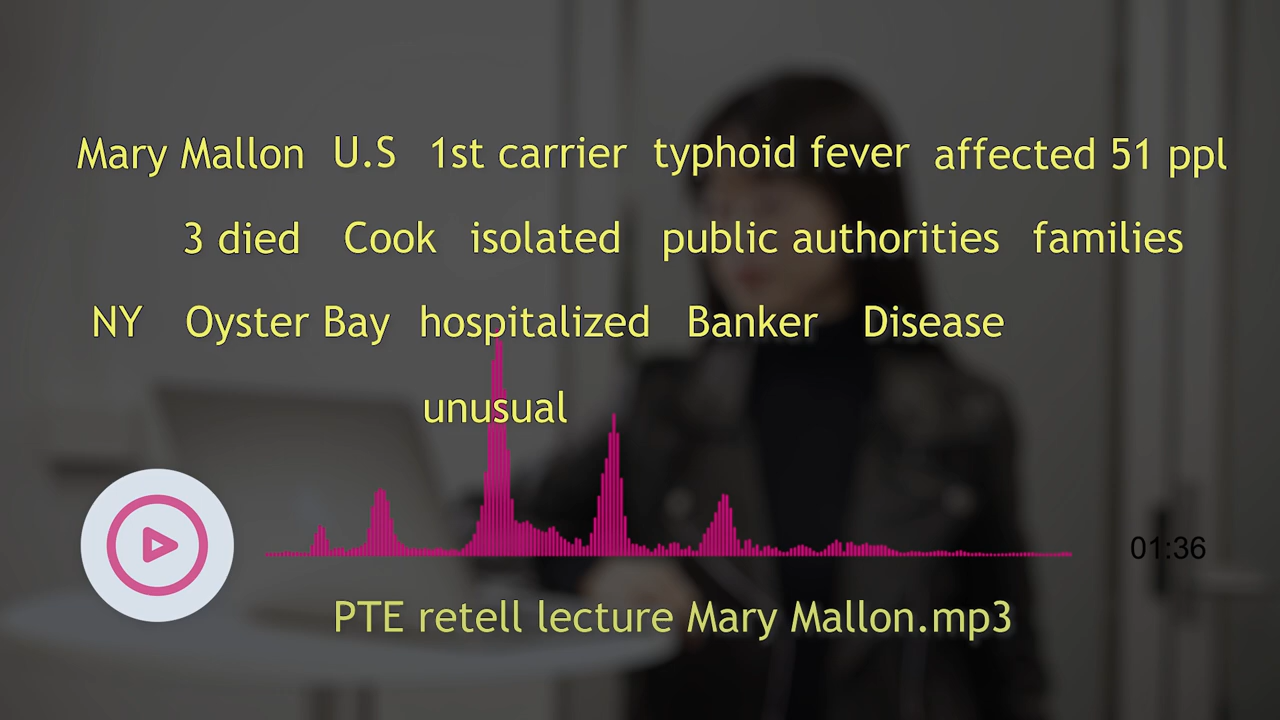 Mary Mallon U.S 1st carrier typhoid fever affected 51 ppl
3 died Cook isolated public authorities families
NY Oyster Bay hospitalized Banker Disease
unusual
01:36
PTE retell lecture Mary Mallon.mp3